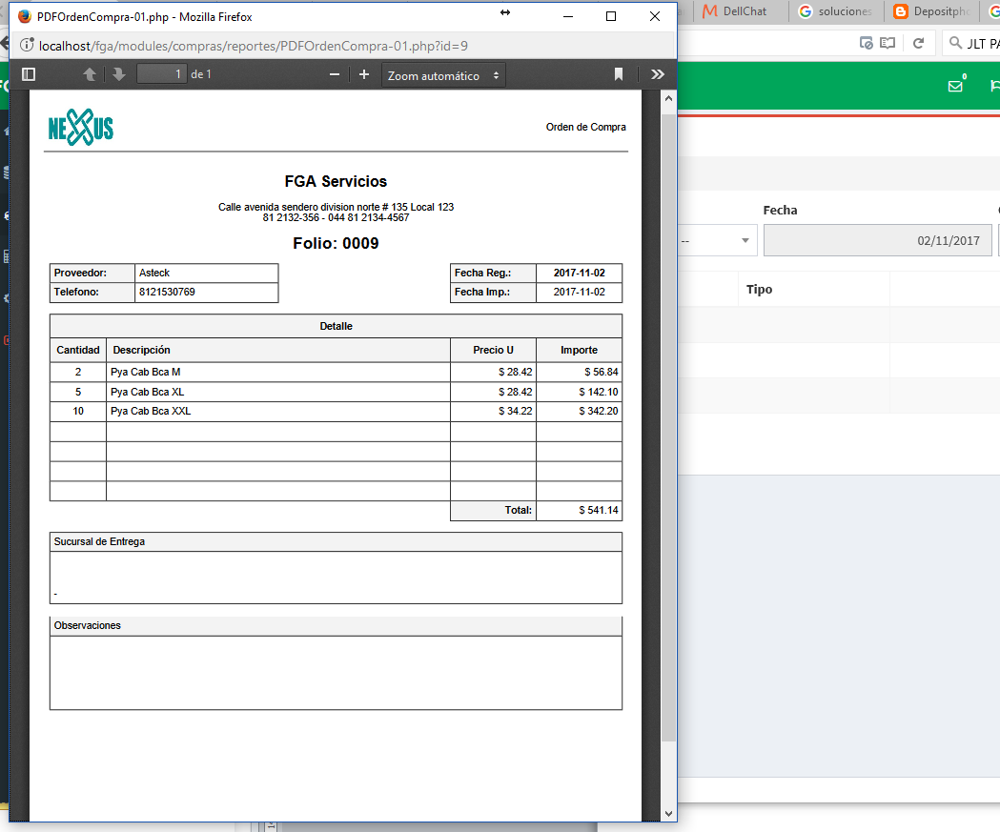 PDFOrdenCompra-01.php - Mozilla Firefox
localhost/fga/modules/compras/reportes/PDFOrdenCompra-01.php?id=9
1 de 1
Zoom automático
NEXXUS
Orden de Compra
FGA Servicios
Calle avenida sendero division norte # 135 Local 123
81 2132-356 - 044 81 2134-4567
Folio: 0009
Proveedor: Asteck
Telefono: 8121530769
Fecha Reg.: 2017-11-02
Fecha Imp.: 2017-11-02
Detalle
Cantidad Descripción Precio U Importe
2 Pya Cab Bca M $ 28.42 $ 56.84
5 Pya Cab Bca XL $ 28.42 $ 142.10
10 Pya Cab Bca XXL $ 34.22 $ 342.20
Total: $ 541.14
Sucursal de Entrega
-
Observaciones
DellChat
soluciones
Depositpho
JLT PA
0
Fecha
--
02/11/2017
Tipo